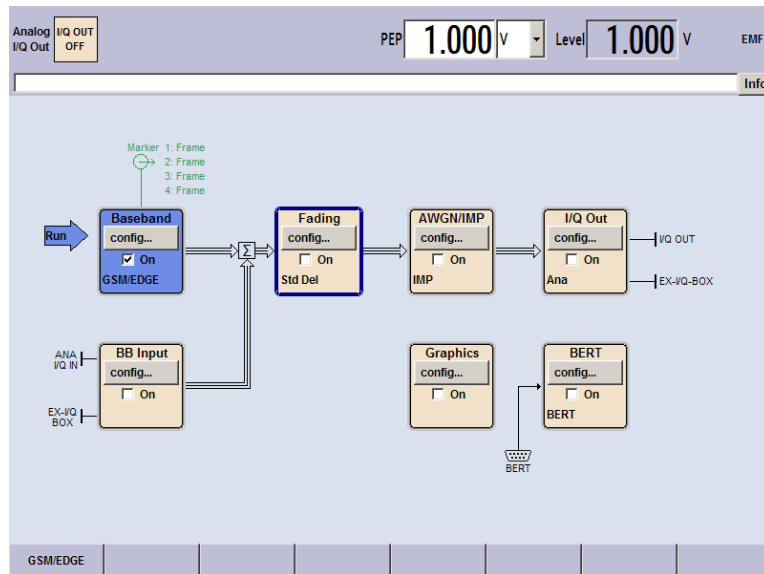 Analog I/Q Out
I/Q OUT OFF
PEP 1.000 V
Level 1.000 V
EMF
Info
Marker 1: Frame
2: Frame
3: Frame
4: Frame
Run
Baseband
config...
On
GSM/EDGE
Σ
Fading
config...
On
Std Del
AWGN/IMP
config...
On
IMP
I/Q Out
config...
On
Ana
I/Q OUT
EX-I/Q-BOX
ANA I/Q IN
EX-I/Q BOX
BB Input
config...
On
Graphics
config...
On
BERT
config...
On
BERT
BERT
GSM/EDGE